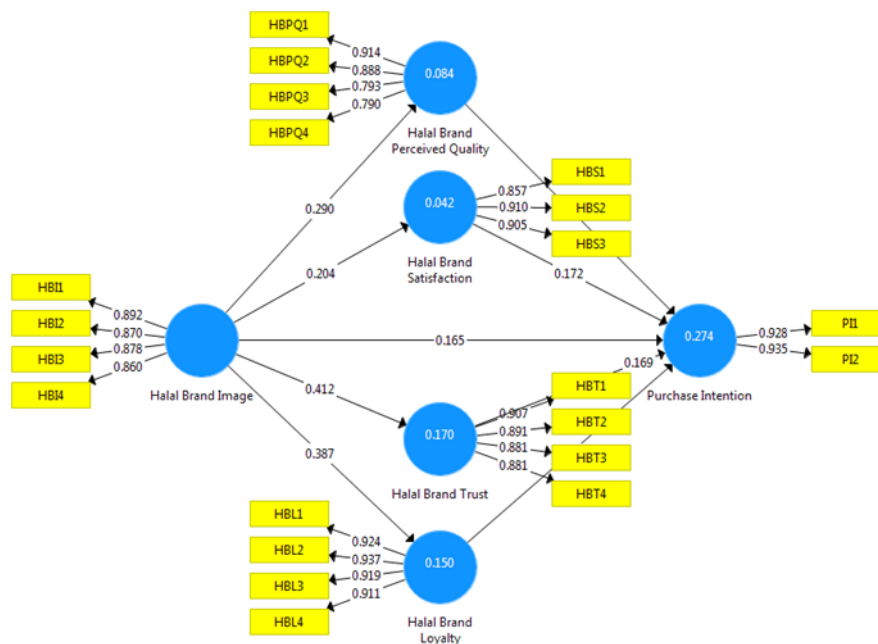 HBPQ1
HBPQ2
HBPQ3
HBPQ4
0.914
0.888
0.793
0.790
0.084
Halal Brand
Perceived Quality
HBS1
HBS2
HBS3
0.857
0.910
0.905
0.042
Halal Brand
Satisfaction
0.290
0.204
0.172
HBI1
HBI2
HBI3
HBI4
0.892
0.870
0.878
0.860
Halal Brand Image
0.165
0.274
Purchase Intention
0.928
0.935
PI1
PI2
0.412
0.169
0.387
0.170
Halal Brand Trust
0.907
0.891
0.881
0.881
HBT1
HBT2
HBT3
HBT4
HBL1
HBL2
HBL3
HBL4
0.924
0.937
0.919
0.911
0.150
Halal Brand
Loyalty